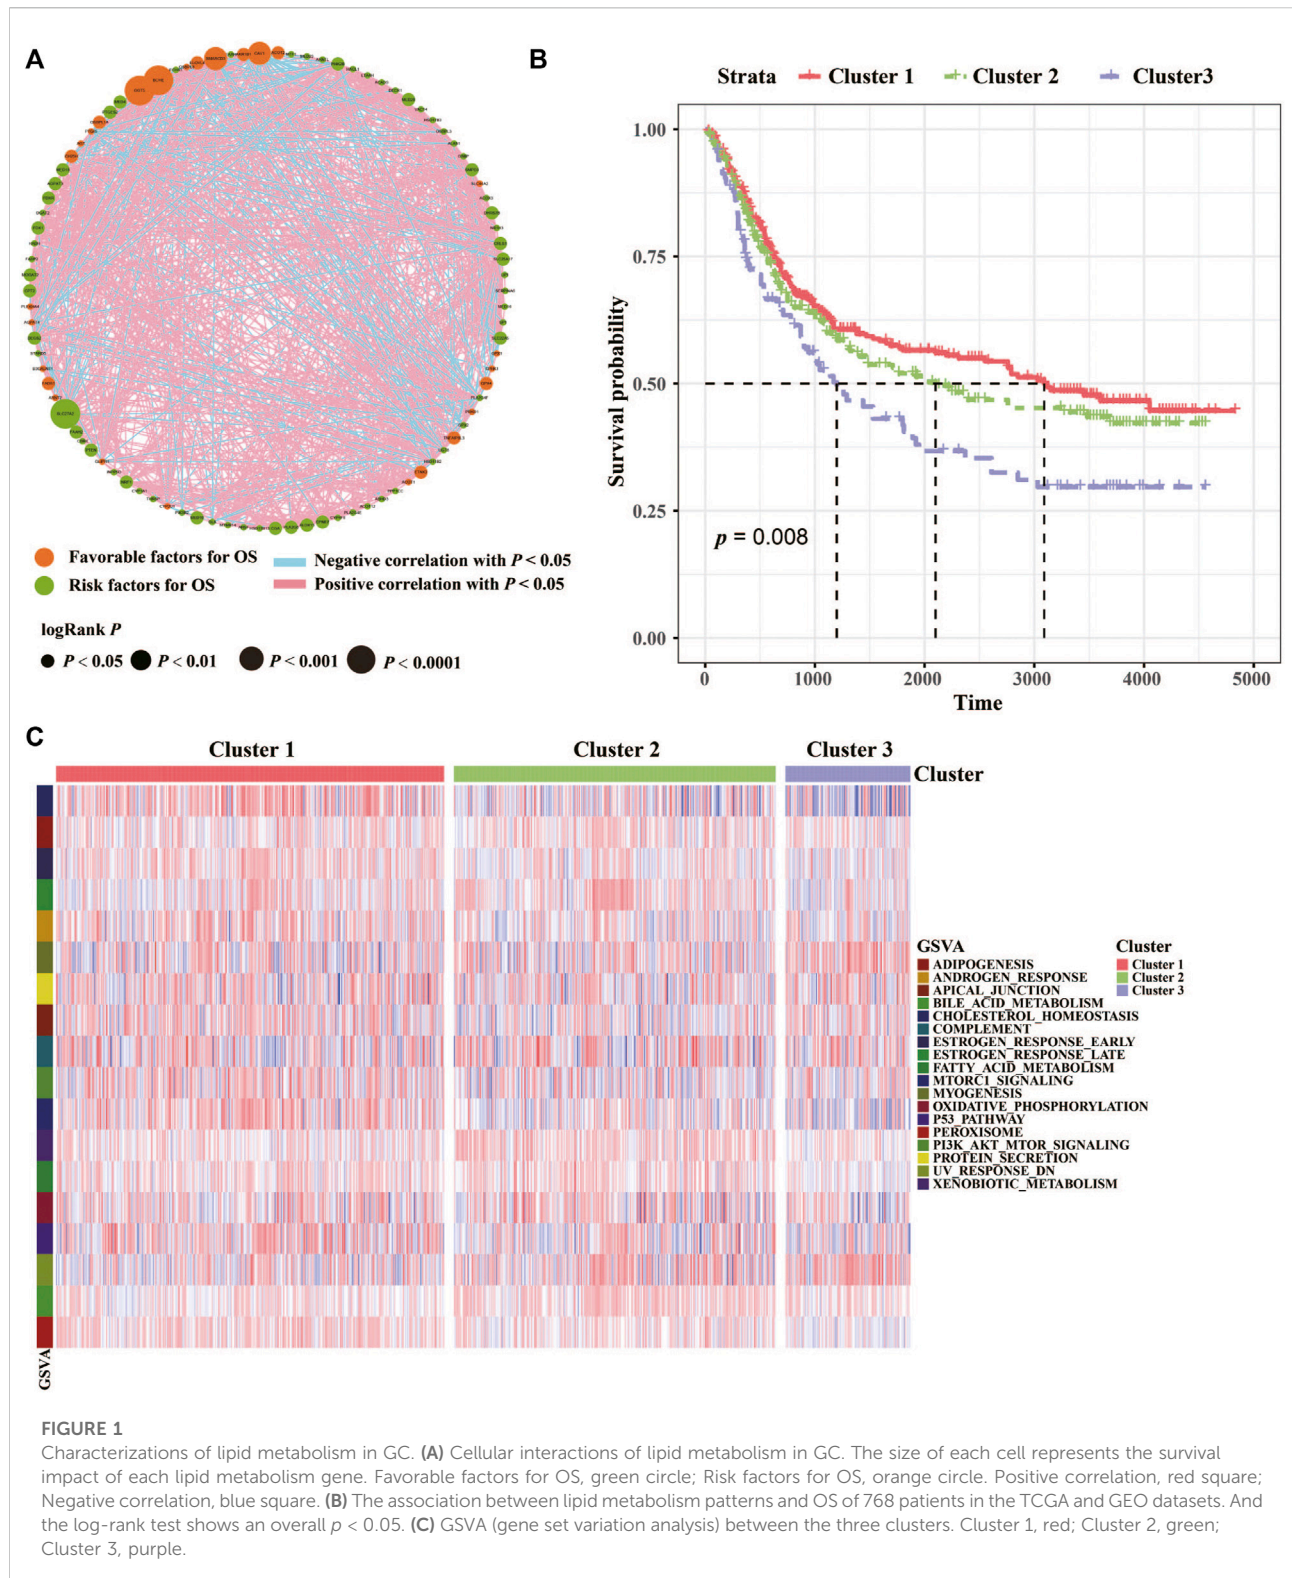 A
Favorable factors for OS
Risk factors for OS
Negative correlation with P < 0.05
Positive correlation with P < 0.05
logRank P
P < 0.05
P < 0.01
P < 0.001
P < 0.0001
B
Strata Cluster 1 Cluster 2 Cluster3
Survival probability
1.00
0.75
0.50
0.25
0.00
p = 0.008
0 1000 2000 3000 4000 5000
Time
C
Cluster 1 Cluster 2 Cluster 3
Cluster
GSVA
GSVA
ADIPOGENESIS
ANDROGEN_RESPONSE
APICAL_JUNCTION
BILE_ACID_METABOLISM
CHOLESTEROL_HOMEOSTASIS
COMPLEMENT
ESTROGEN_RESPONSE_EARLY
ESTROGEN_RESPONSE_LATE
FATTY_ACID_METABOLISM
MTORC1_SIGNALING
MYOGENESIS
OXIDATIVE_PHOSPHORYLATION
P53_PATHWAY
PEROXISOME
PI3K_AKT_MTOR_SIGNALING
PROTEIN_SECRETION
UV_RESPONSE_DN
XENOBIOTIC_METABOLISM
Cluster
Cluster 1
Cluster 2
Cluster 3
FIGURE 1
Characterizations of lipid metabolism in GC. (A) Cellular interactions of lipid metabolism in GC. The size of each cell represents the survival
impact of each lipid metabolism gene. Favorable factors for OS, green circle; Risk factors for OS, orange circle. Positive correlation, red square;
Negative correlation, blue square. (B) The association between lipid metabolism patterns and OS of 768 patients in the TCGA and GEO datasets. And
the log-rank test shows an overall p < 0.05. (C) GSVA (gene set variation analysis) between the three clusters. Cluster 1, red; Cluster 2, green;
Cluster 3, purple.